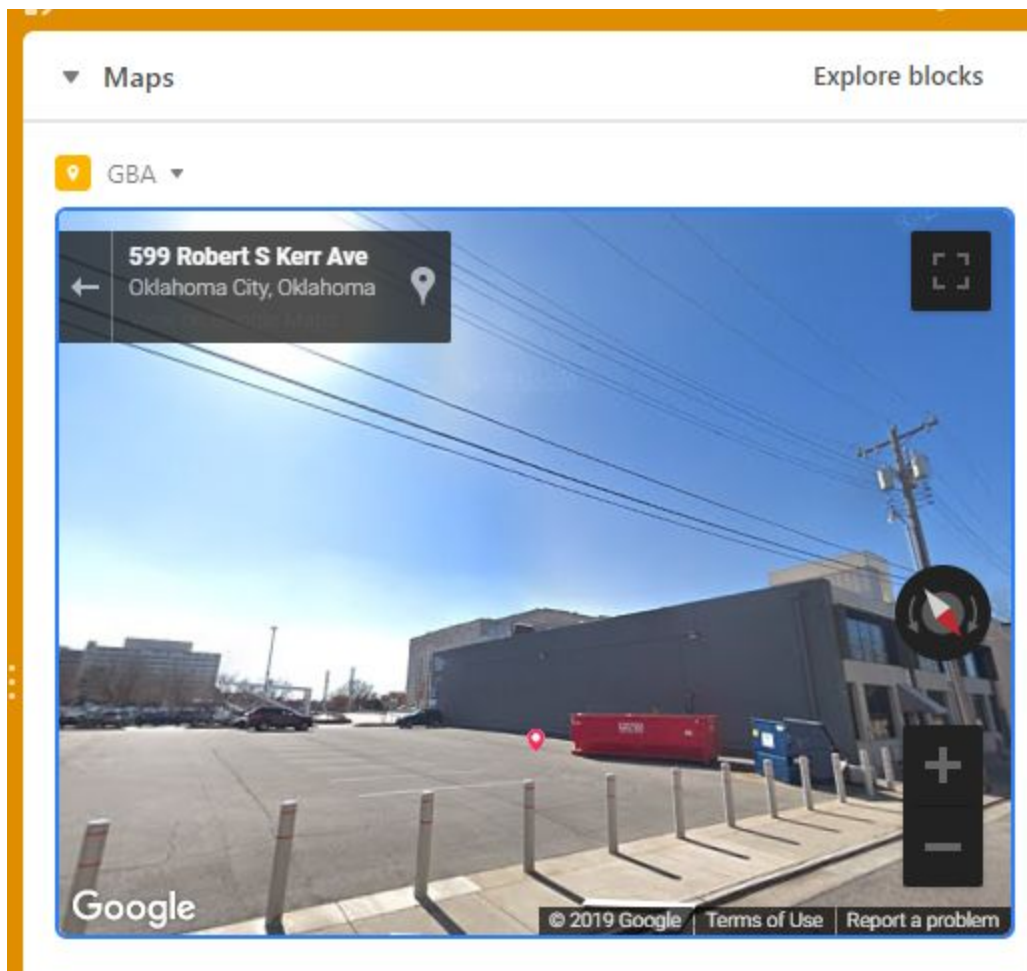 Maps
Explore blocks
GBA
599 Robert S Kerr Ave
Oklahoma City, Oklahoma
Google
© 2019 Google
Terms of Use
Report a problem